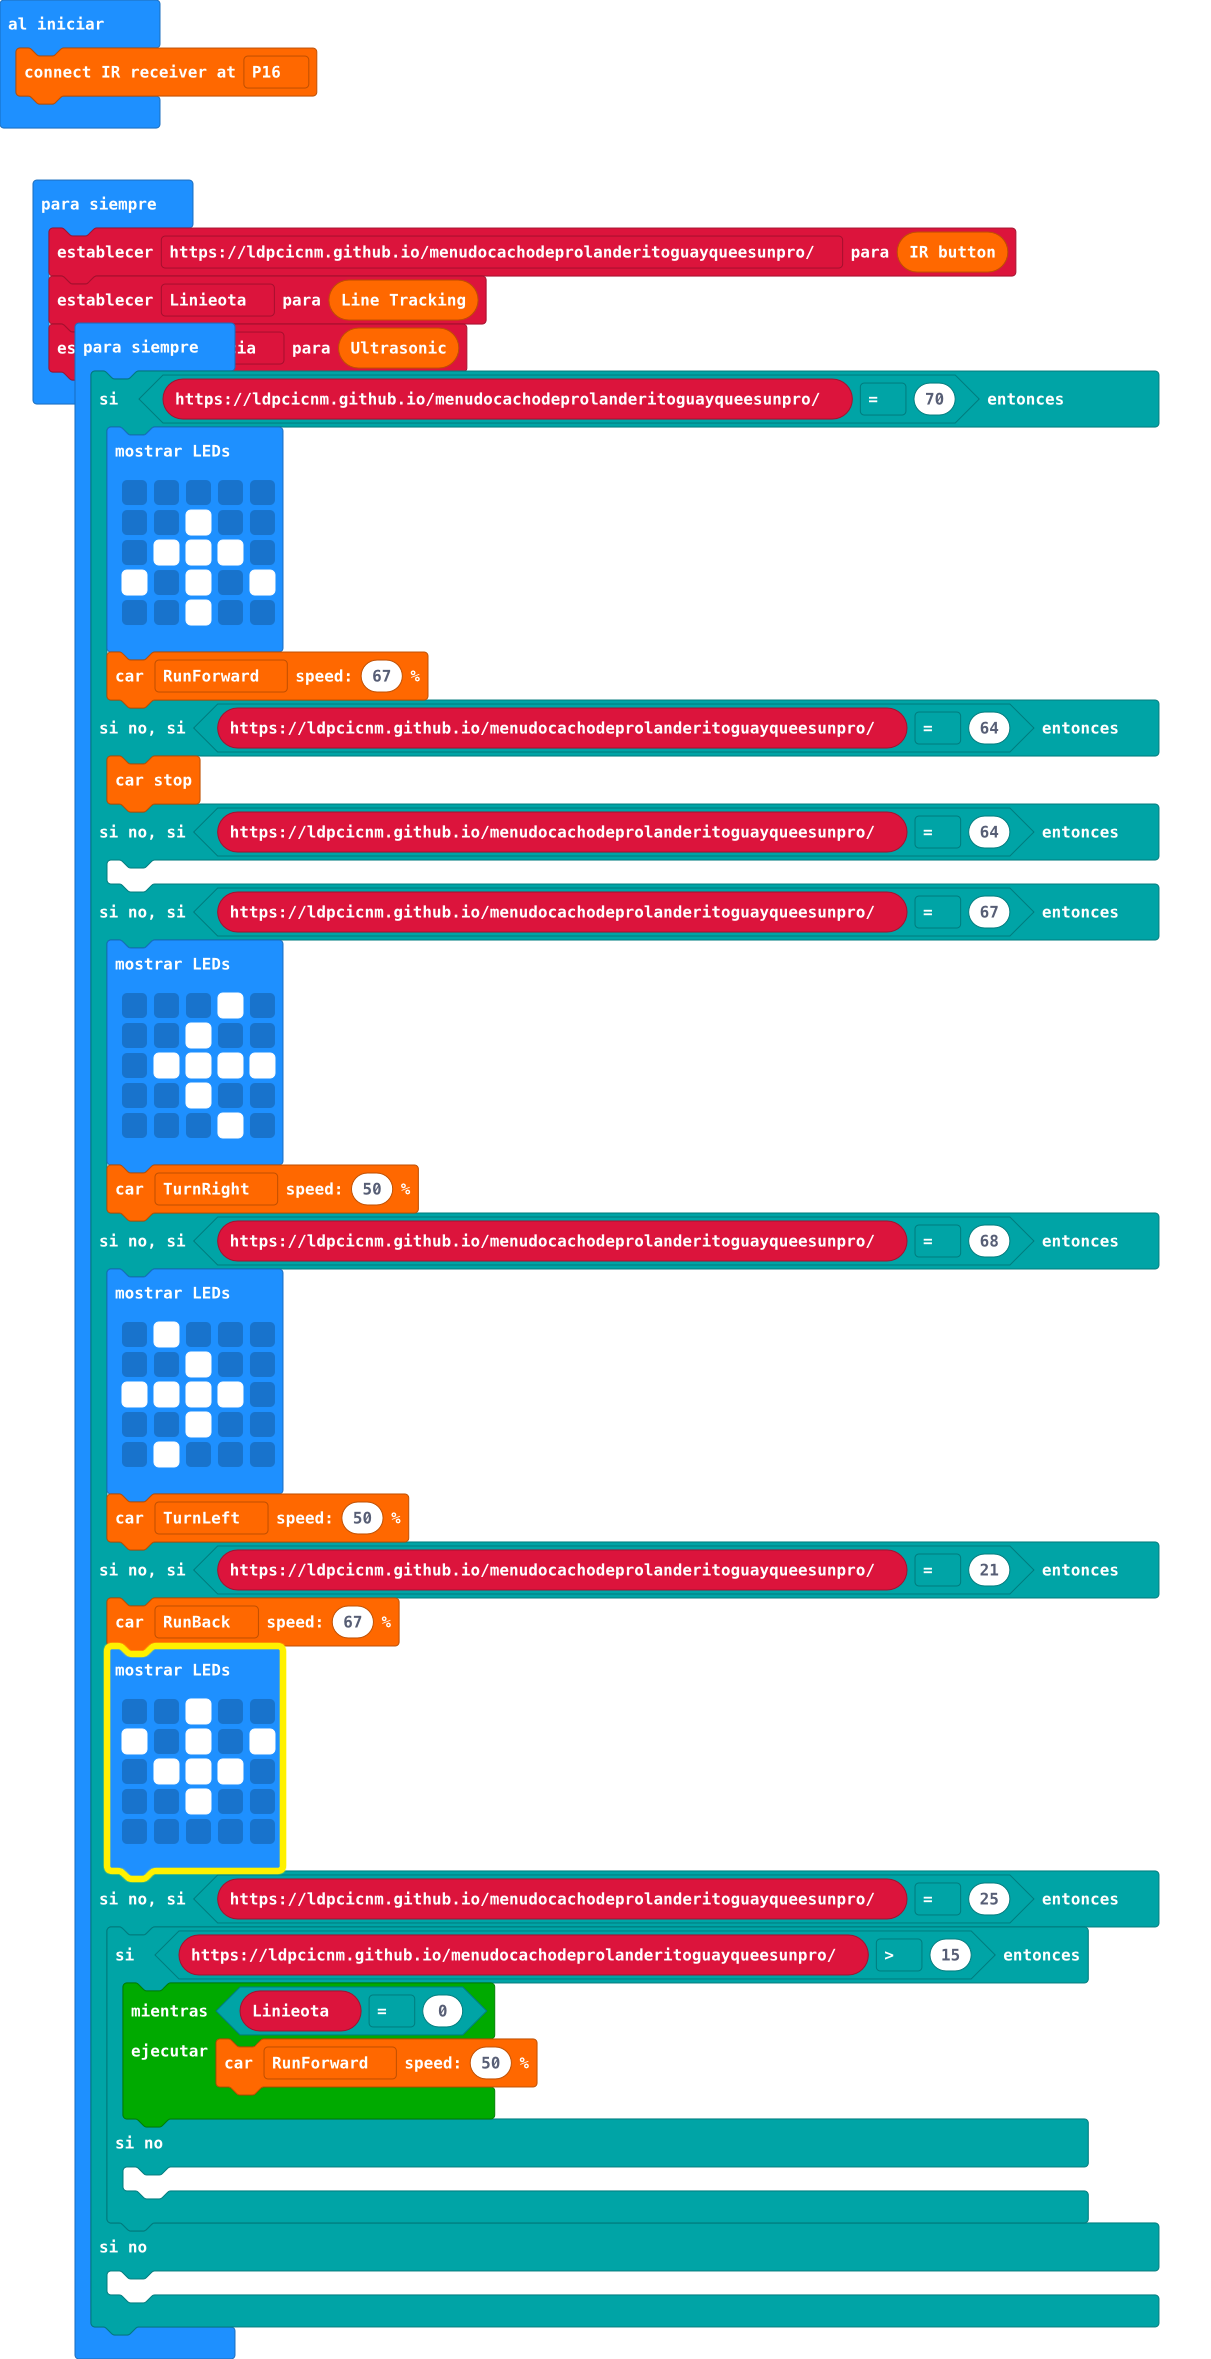 al iniciar
connect IR receiver at P16
para siempre
establecer https://ldpcicnm.github.io/menudocachodeprolanderitoguayqueesunpro/ para IR button
establecer Linieota para Line Tracking
es cia para Ultrasonic
para siempre
si https://ldpcicnm.github.io/menudocachodeprolanderitoguayqueesunpro/ = 70 entonces
mostrar LEDs
car RunForward speed: 67 %
si no, si https://ldpcicnm.github.io/menudocachodeprolanderitoguayqueesunpro/ = 64 entonces
car stop
si no, si https://ldpcicnm.github.io/menudocachodeprolanderitoguayqueesunpro/ = 64 entonces
si no, si https://ldpcicnm.github.io/menudocachodeprolanderitoguayqueesunpro/ = 67 entonces
mostrar LEDs
car TurnRight speed: 50 %
si no, si https://ldpcicnm.github.io/menudocachodeprolanderitoguayqueesunpro/ = 68 entonces
mostrar LEDs
car TurnLeft speed: 50 %
si no, si https://ldpcicnm.github.io/menudocachodeprolanderitoguayqueesunpro/ = 21 entonces
car RunBack speed: 67 %
mostrar LEDs
si no, si https://ldpcicnm.github.io/menudocachodeprolanderitoguayqueesunpro/ = 25 entonces
si https://ldpcicnm.github.io/menudocachodeprolanderitoguayqueesunpro/ > 15 entonces
mientras Linieota = 0
ejecutar car RunForward speed: 50 %
si no
si no